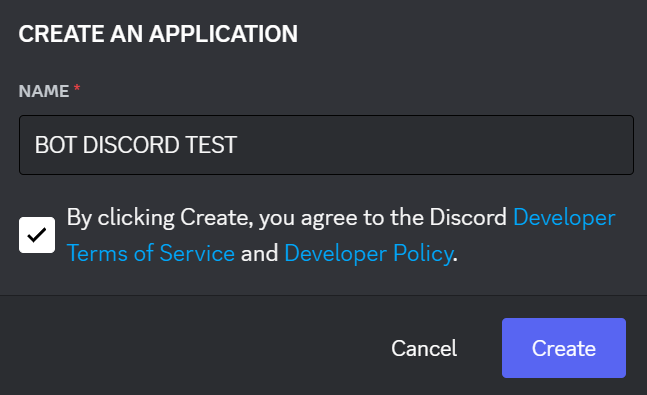 CREATE AN APPLICATION
NAME *
BOT DISCORD TEST
By clicking Create, you agree to the Discord Developer
Terms of Service and Developer Policy.
Cancel
Create